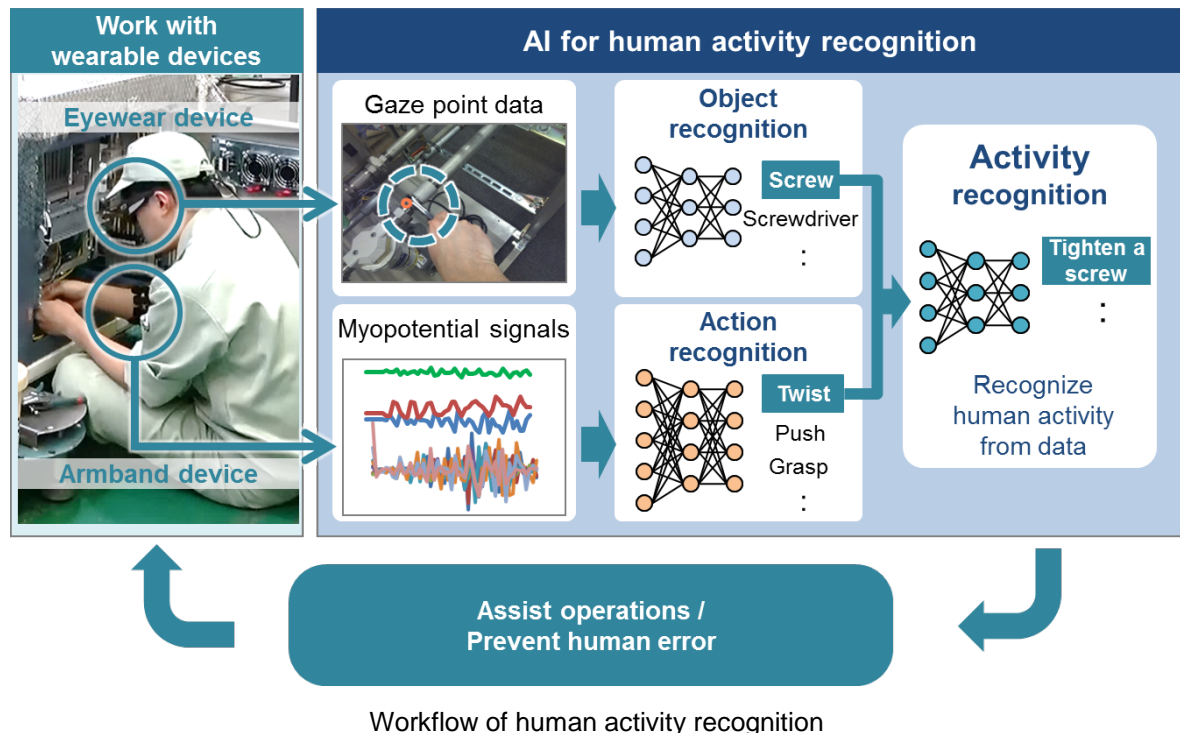 Work with
wearable devices
AI for human activity recognition
Eyewear device
Armband device
Gaze point data
Object
recognition
Screw
Screwdriver
:
Myopotential signals
Action
recognition
Twist
Push
Grasp
:
Activity
recognition
Tighten a
screw
:
Recognize
human activity
from data
Assist operations /
Prevent human error
Workflow of human activity recognition